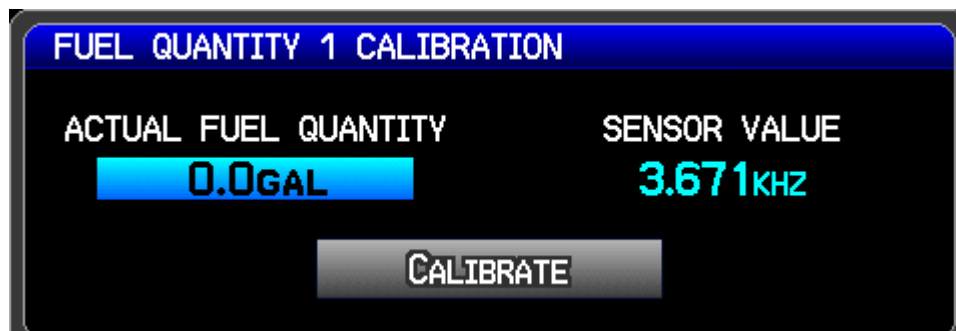 FUEL QUANTITY 1 CALIBRATION
ACTUAL FUEL QUANTITY SENSOR VALUE
0.0GAL 3.671KHZ
CALIBRATE